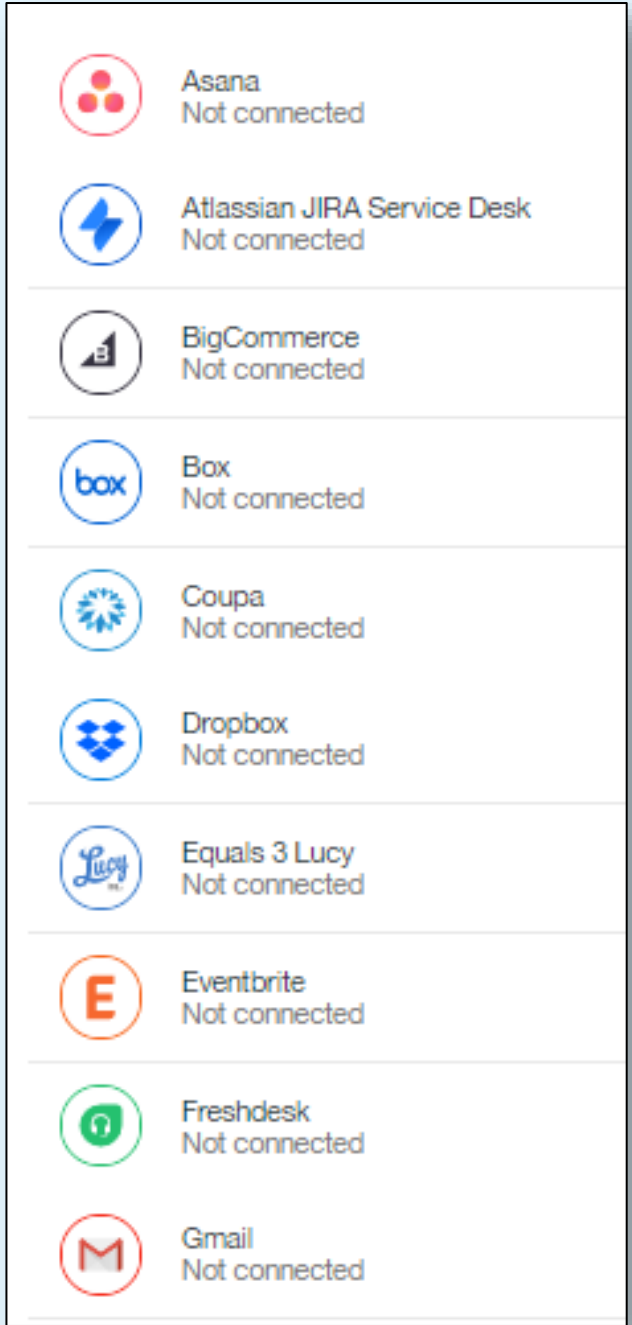 Asana
Not connected
Atlassian JIRA Service Desk
Not connected
BigCommerce
Not connected
B
box
Box
Not connected
Coupa
Not connected
Dropbox
Not connected
Lucy
Equals 3 Lucy
Not connected
E
Eventbrite
Not connected
Freshdesk
Not connected
M
Gmail
Not connected